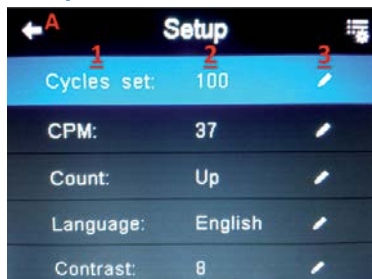 A Setup
1 2 3
Cycles set: 100
CPM: 37
Count: Up
Language: English
Contrast: 8